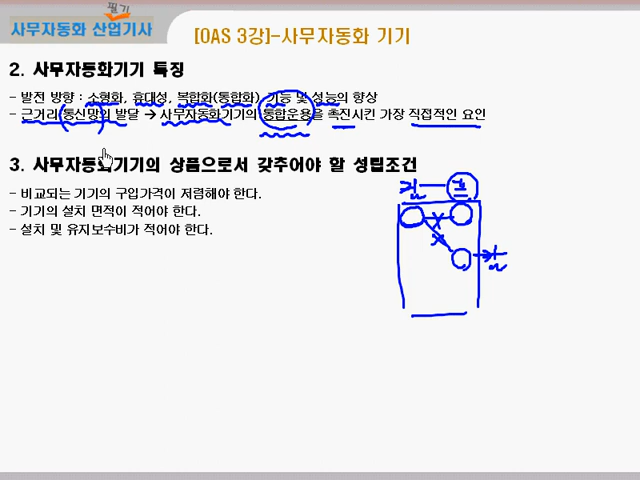 필기
사무자동화 산업기사
[OAS 3강]-사무자동화 기기
2. 사무자동화기기 특징
- 발전 방향 : 소형화, 휴대성, 복합화(통합화), 기능 및 성능의 향상
- 근거리 통신망의 발달 → 사무자동화기기의 통합운용을 촉진시킨 가장 직접적인 요인
3. 사무자동화기기의 상품으로서 갖추어야 할 성립조건
- 비교되는 기기의 구입가격이 저렴해야 한다.
- 기기의 설치 면적이 적어야 한다.
- 설치 및 유지보수비가 적어야 한다.